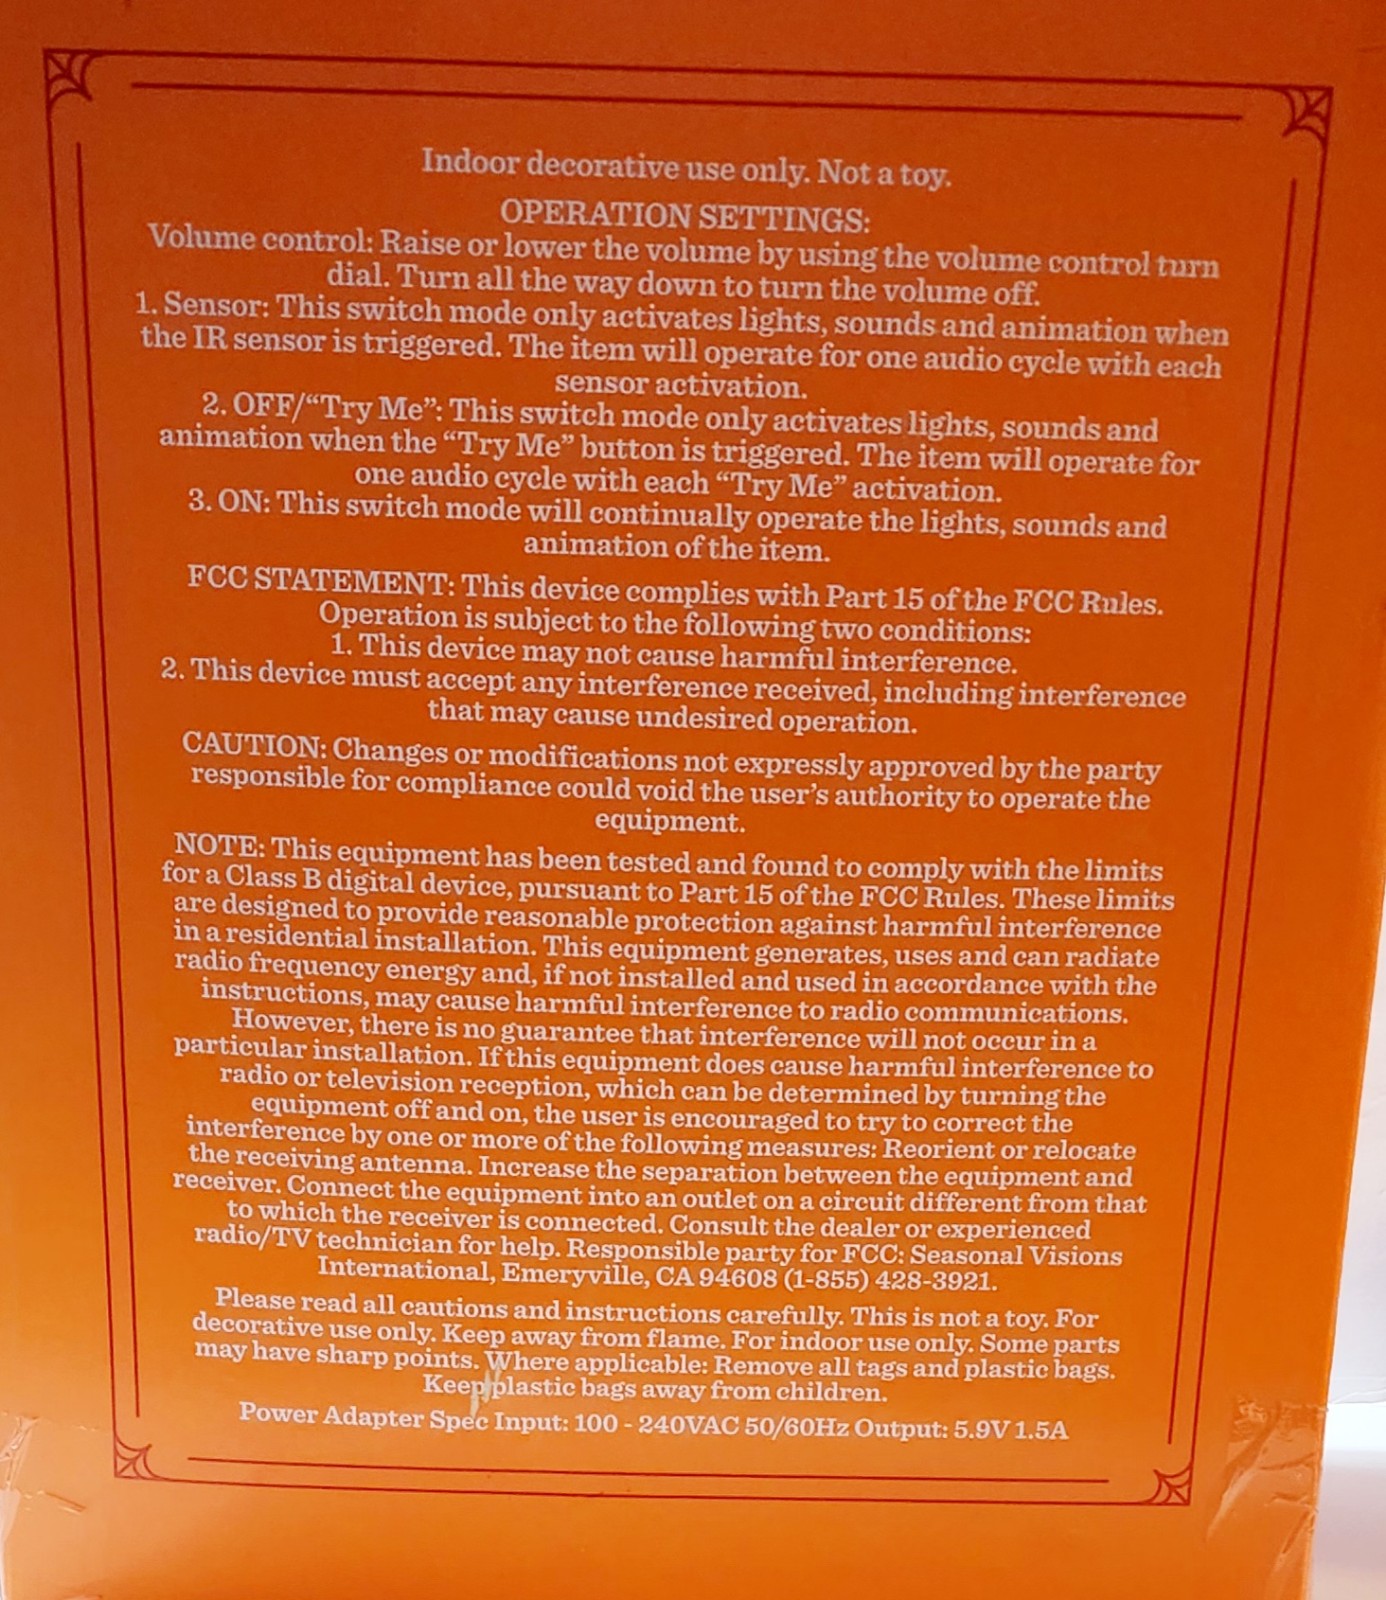 Indoor decorative use only. Not a toy.
OPERATION SETTINGS:
Volume control: Raise or lower the volume by using the volume control turn
dial. Turn all the way down to turn the volume off.
1. Sensor: This switch mode only activates lights, sounds and animation when
the IR sensor is triggered. The item will operate for one audio cycle with each
sensor activation.
2. OFF/“Try Me”: This switch mode only activates lights, sounds and
animation when the “Try Me” button is triggered. The item will operate for
one audio cycle with each “Try Me” activation.
3. ON: This switch mode will continually operate the lights, sounds and
animation of the item.
FCC STATEMENT: This device complies with Part 15 of the FCC Rules.
Operation is subject to the following two conditions:
1. This device may not cause harmful interference.
2. This device must accept any interference received, including interference
that may cause undesired operation.
CAUTION: Changes or modifications not expressly approved by the party
responsible for compliance could void the user’s authority to operate the
equipment.
NOTE: This equipment has been tested and found to comply with the limits
for a Class B digital device, pursuant to Part 15 of the FCC Rules. These limits
are designed to provide reasonable protection against harmful interference
in a residential installation. This equipment generates, uses and can radiate
radio frequency energy and, if not installed and used in accordance with the
instructions, may cause harmful interference to radio communications.
However, there is no guarantee that interference will not occur in a
particular installation. If this equipment does cause harmful interference to
radio or television reception, which can be determined by turning the
equipment off and on, the user is encouraged to try to correct the
interference by one or more of the following measures: Reorient or relocate
the receiving antenna. Increase the separation between the equipment and
receiver. Connect the equipment into an outlet on a circuit different from that
to which the receiver is connected. Consult the dealer or experienced
radio/TV technician for help. Responsible party for FCC: Seasonal Visions
International, Emeryville, CA 94608 (1-855) 428-3921.
Please read all cautions and instructions carefully. This is not a toy. For
decorative use only. Keep away from flame. For indoor use only. Some parts
may have sharp points. Where applicable: Remove all tags and plastic bags.
Keep plastic bags away from children.
Power Adapter Spec Input: 100 - 240VAC 50/60Hz Output: 5.9V 1.5A